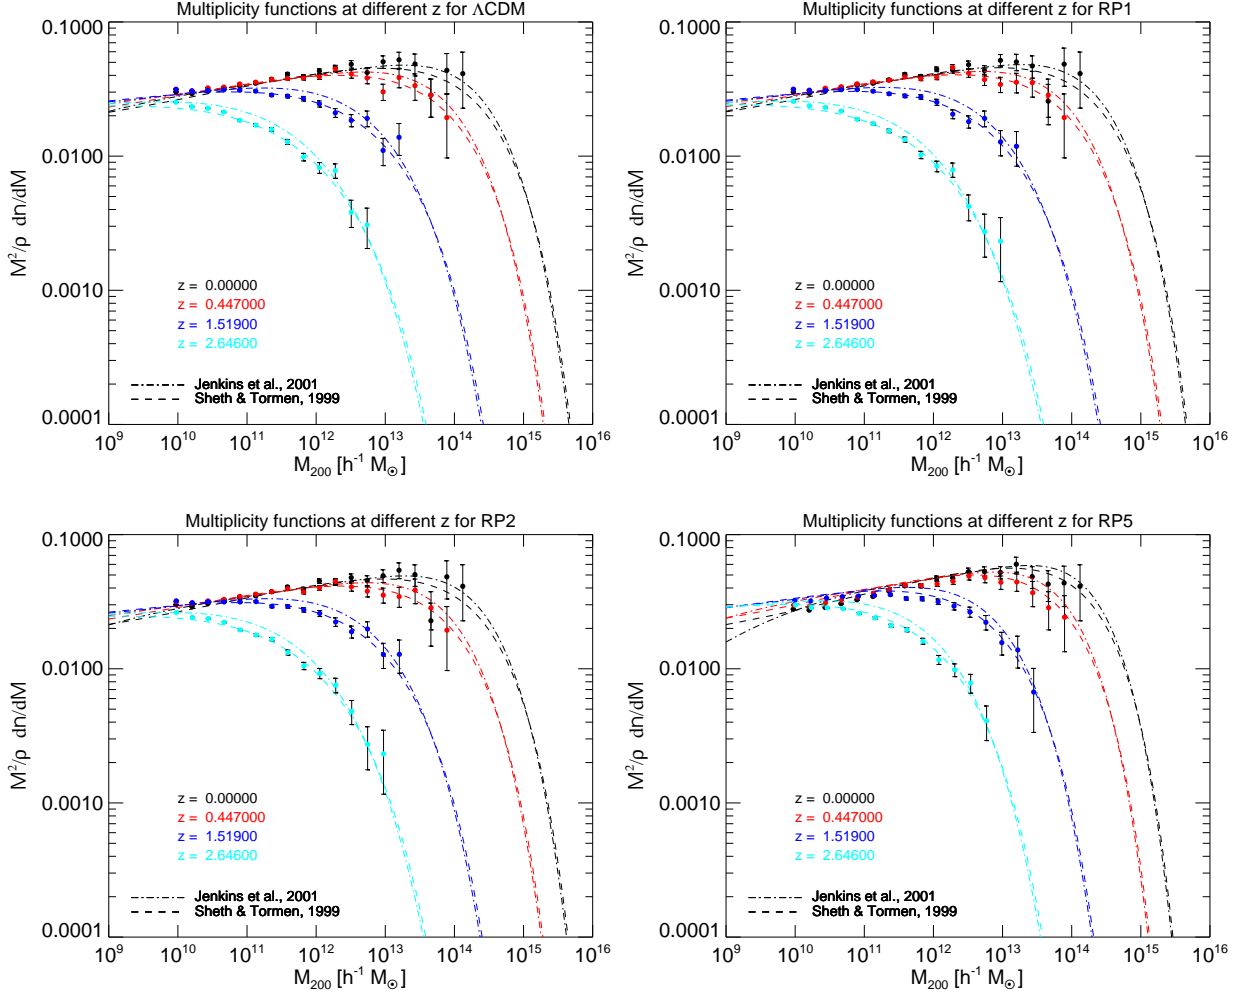 Multiplicity functions at different z for ΛCDM
0.1000
0.0100
0.0010
0.0001
M²/ρ dn/dM
z = 0.00000
z = 0.447000
z = 1.51900
z = 2.64600
Jenkins et al., 2001
Sheth & Tormen, 1999
10⁹ 10¹⁰ 10¹¹ 10¹² 10¹³ 10¹⁴ 10¹⁵ 10¹⁶
M₂₀₀ [h⁻¹ M☉]
Multiplicity functions at different z for RP1
0.1000
0.0100
0.0010
0.0001
M²/ρ dn/dM
z = 0.00000
z = 0.447000
z = 1.51900
z = 2.64600
Jenkins et al., 2001
Sheth & Tormen, 1999
10⁹ 10¹⁰ 10¹¹ 10¹² 10¹³ 10¹⁴ 10¹⁵ 10¹⁶
M₂₀₀ [h⁻¹ M☉]
Multiplicity functions at different z for RP2
0.1000
0.0100
0.0010
0.0001
M²/ρ dn/dM
z = 0.00000
z = 0.447000
z = 1.51900
z = 2.64600
Jenkins et al., 2001
Sheth & Tormen, 1999
10⁹ 10¹⁰ 10¹¹ 10¹² 10¹³ 10¹⁴ 10¹⁵ 10¹⁶
M₂₀₀ [h⁻¹ M☉]
Multiplicity functions at different z for RP5
0.1000
0.0100
0.0010
0.0001
M²/ρ dn/dM
z = 0.00000
z = 0.447000
z = 1.51900
z = 2.64600
Jenkins et al., 2001
Sheth & Tormen, 1999
10⁹ 10¹⁰ 10¹¹ 10¹² 10¹³ 10¹⁴ 10¹⁵ 10¹⁶
M₂₀₀ [h⁻¹ M☉]